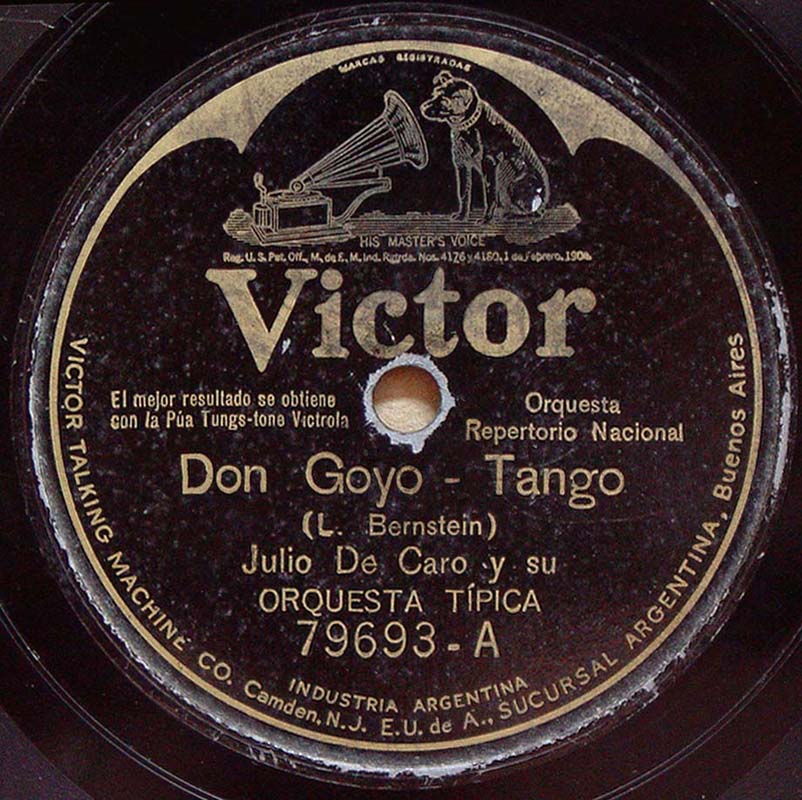 MARCAS REGISTRADAS
HIS MASTER'S VOICE
Reg. U. S. Pat. Off., M. de F., M. Ind. Rgtrda. Nos. 4176 y 4180, 1 de Febrero, 1908.
Victor
El mejor resultado se obtiene
con la Púa Tungs-tone Victrola
Orquesta
Repertorio Nacional
Don Goyo - Tango
(L. Bernstein)
Julio De Caro y su
ORQUESTA TÍPICA
79693-A
INDUSTRIA ARGENTINA
VICTOR TALKING MACHINE CO. Camden, N.J. E.U. de A., SUCURSAL ARGENTINA, Buenos Aires